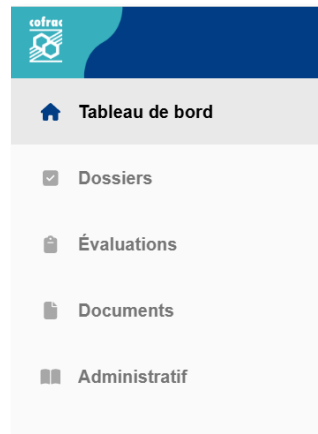 cofrac
Tableau de bord
Dossiers
Évaluations
Documents
Administratif